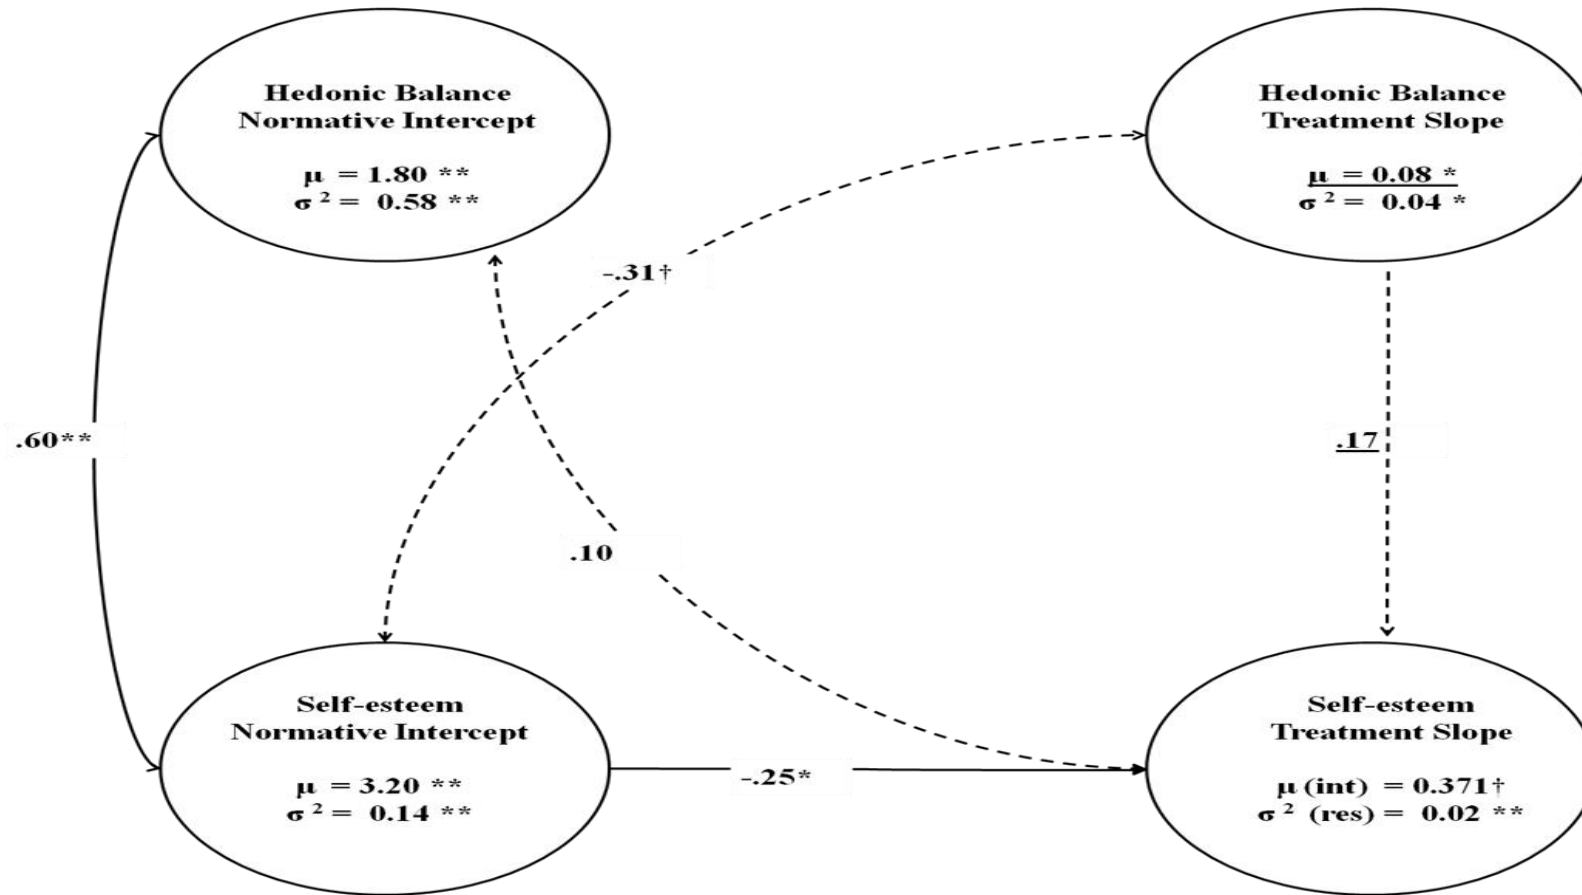 Hedonic Balance
Normative Intercept
μ = 1.80 **
σ 2 = 0.58 **
Hedonic Balance
Treatment Slope
μ = 0.08 *
σ 2 = 0.04 *
-.31†
.60**
.17
.10
Self-esteem
Normative Intercept
μ = 3.20 **
σ 2 = 0.14 **
-.25*
Self-esteem
Treatment Slope
μ (int) = 0.371†
σ 2 (res) = 0.02 **